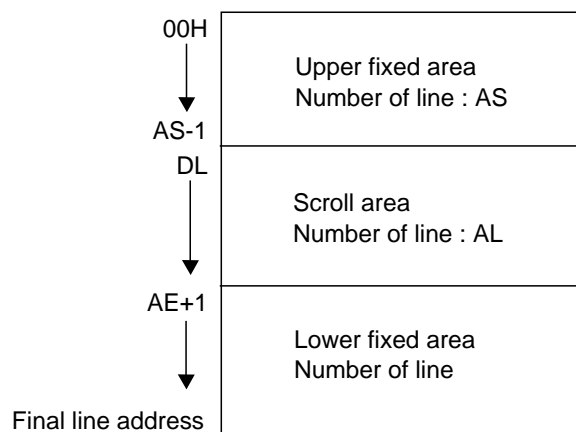 00H
Upper fixed area
Number of line : AS
AS-1
DL
Scroll area
Number of line : AL
AE+1
Lower fixed area
Number of line
Final line address